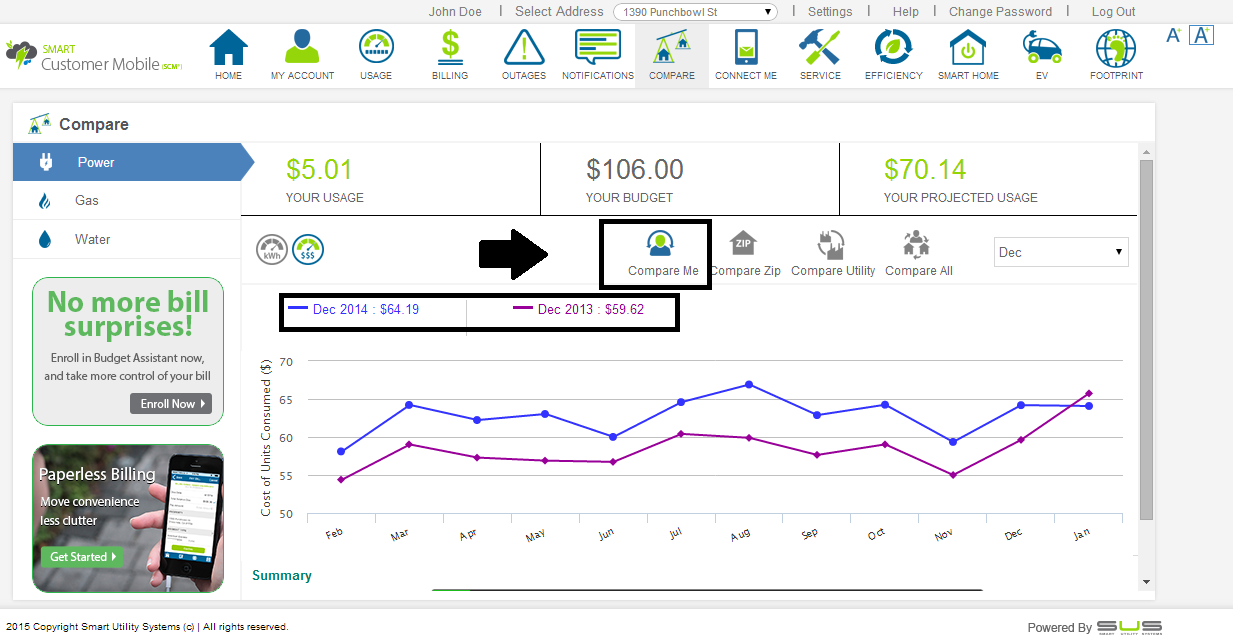 John Doe | Select Address 1390 Punchbowl St | Settings | Help | Change Password | Log Out
SMART
Customer Mobile (SCM®)
HOME MY ACCOUNT USAGE BILLING OUTAGES NOTIFICATIONS COMPARE CONNECT ME SERVICE EFFICIENCY SMART HOME EV FOOTPRINT
A+ A+
Compare
Power
Gas
Water
$5.01
YOUR USAGE
$106.00
YOUR BUDGET
$70.14
YOUR PROJECTED USAGE
kWh
$$$
ZIP
Compare Me Compare Zip Compare Utility Compare All
Dec
No more bill
surprises!
Enroll in Budget Assistant now,
and take more control of your bill
Enroll Now
Paperless Billing
Move convenience
less clutter
Get Started
Dec 2014 : $64.19 Dec 2013 : $59.62
Cost of Units Consumed ($)
70
65
60
55
50
Feb Mar Apr May Jun Jul Aug Sep Oct Nov Dec Jan
Summary
2015 Copyright Smart Utility Systems (c) | All rights reserved.
Powered By SUS
SMART UTILITY SYSTEMS